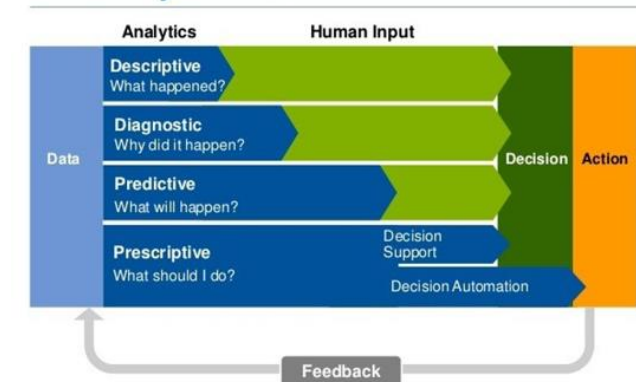 Analytics
Human Input
Descriptive
What happened?
Diagnostic
Why did it happen?
Predictive
What will happen?
Prescriptive
What should I do?
Decision
Support
Decision Automation
Data
Decision
Action
Feedback